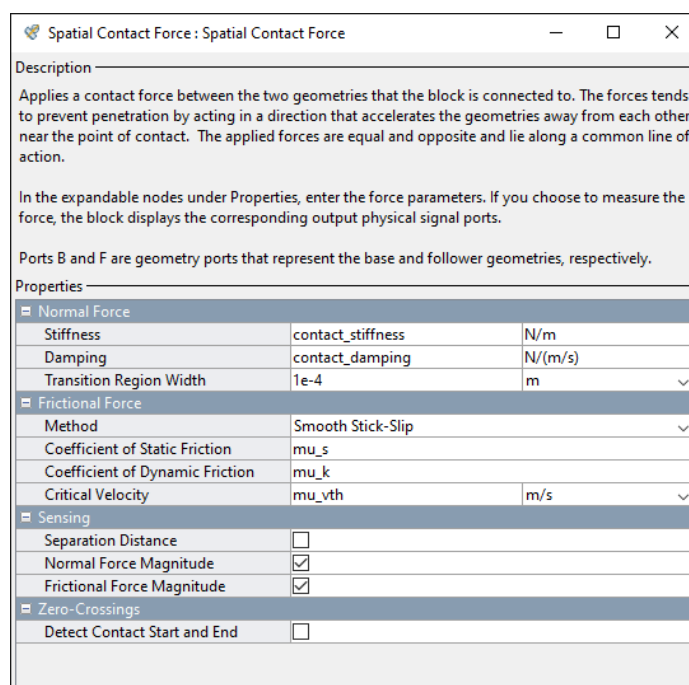 Spatial Contact Force : Spatial Contact Force
Description
Applies a contact force between the two geometries that the block is connected to. The forces tends
to prevent penetration by acting in a direction that accelerates the geometries away from each other
near the point of contact.  The applied forces are equal and opposite and lie along a common line of
action.
In the expandable nodes under Properties, enter the force parameters. If you choose to measure the
force, the block displays the corresponding output physical signal ports.
Ports B and F are geometry ports that represent the base and follower geometries, respectively.
Properties
Normal Force
Stiffness contact_stiffness N/m
Damping contact_damping N/(m/s)
Transition Region Width 1e-4 m
Frictional Force
Method Smooth Stick-Slip
Coefficient of Static Friction mu_s
Coefficient of Dynamic Friction mu_k
Critical Velocity mu_vth m/s
Sensing
Separation Distance
Normal Force Magnitude
Frictional Force Magnitude
Zero-Crossings
Detect Contact Start and End